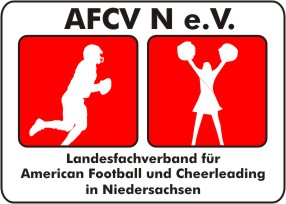 AFCV N e.V.
Landesfachverband für
American Football und Cheerleading
in Niedersachsen